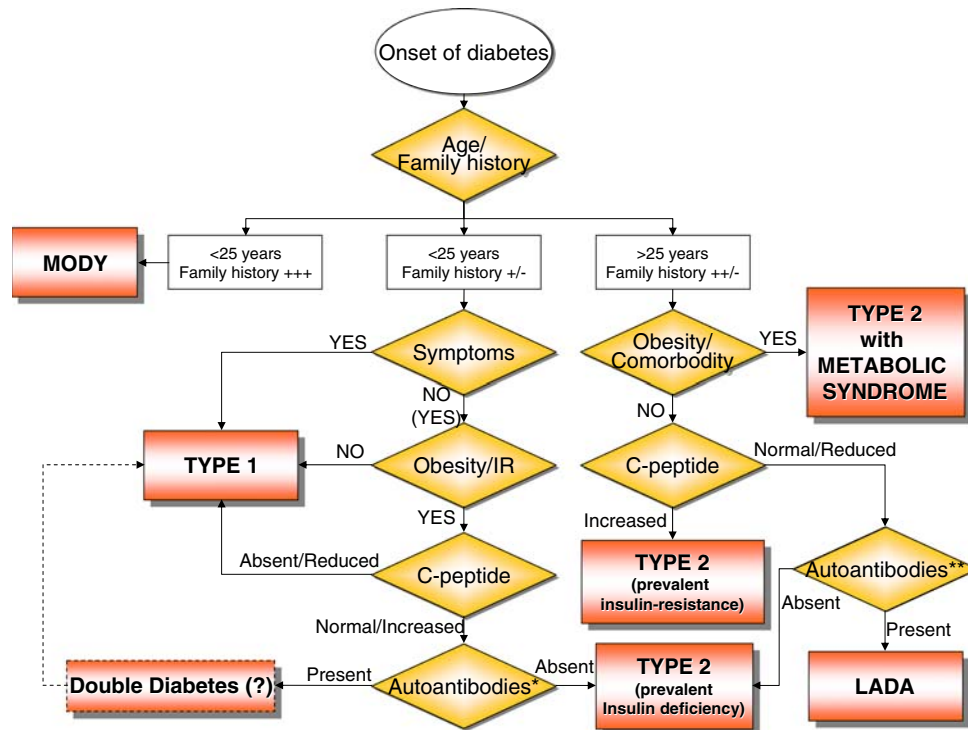 Onset of diabetes
Age/
Family history
<25 years
Family history +++
<25 years
Family history +/-
>25 years
Family history ++/-
MODY
YES
Symptoms
NO
(YES)
Obesity/
Comorbodity
YES
TYPE 2
with
METABOLIC
SYNDROME
NO
TYPE 1
NO
Obesity/IR
C-peptide
Normal/Reduced
YES
Increased
Absent/Reduced
C-peptide
TYPE 2
(prevalent
insulin-resistance)
Autoantibodies**
Absent
Normal/Increased
Present
Double Diabetes (?)
Present
Autoantibodies*
Absent
TYPE 2
(prevalent
Insulin deficiency)
LADA